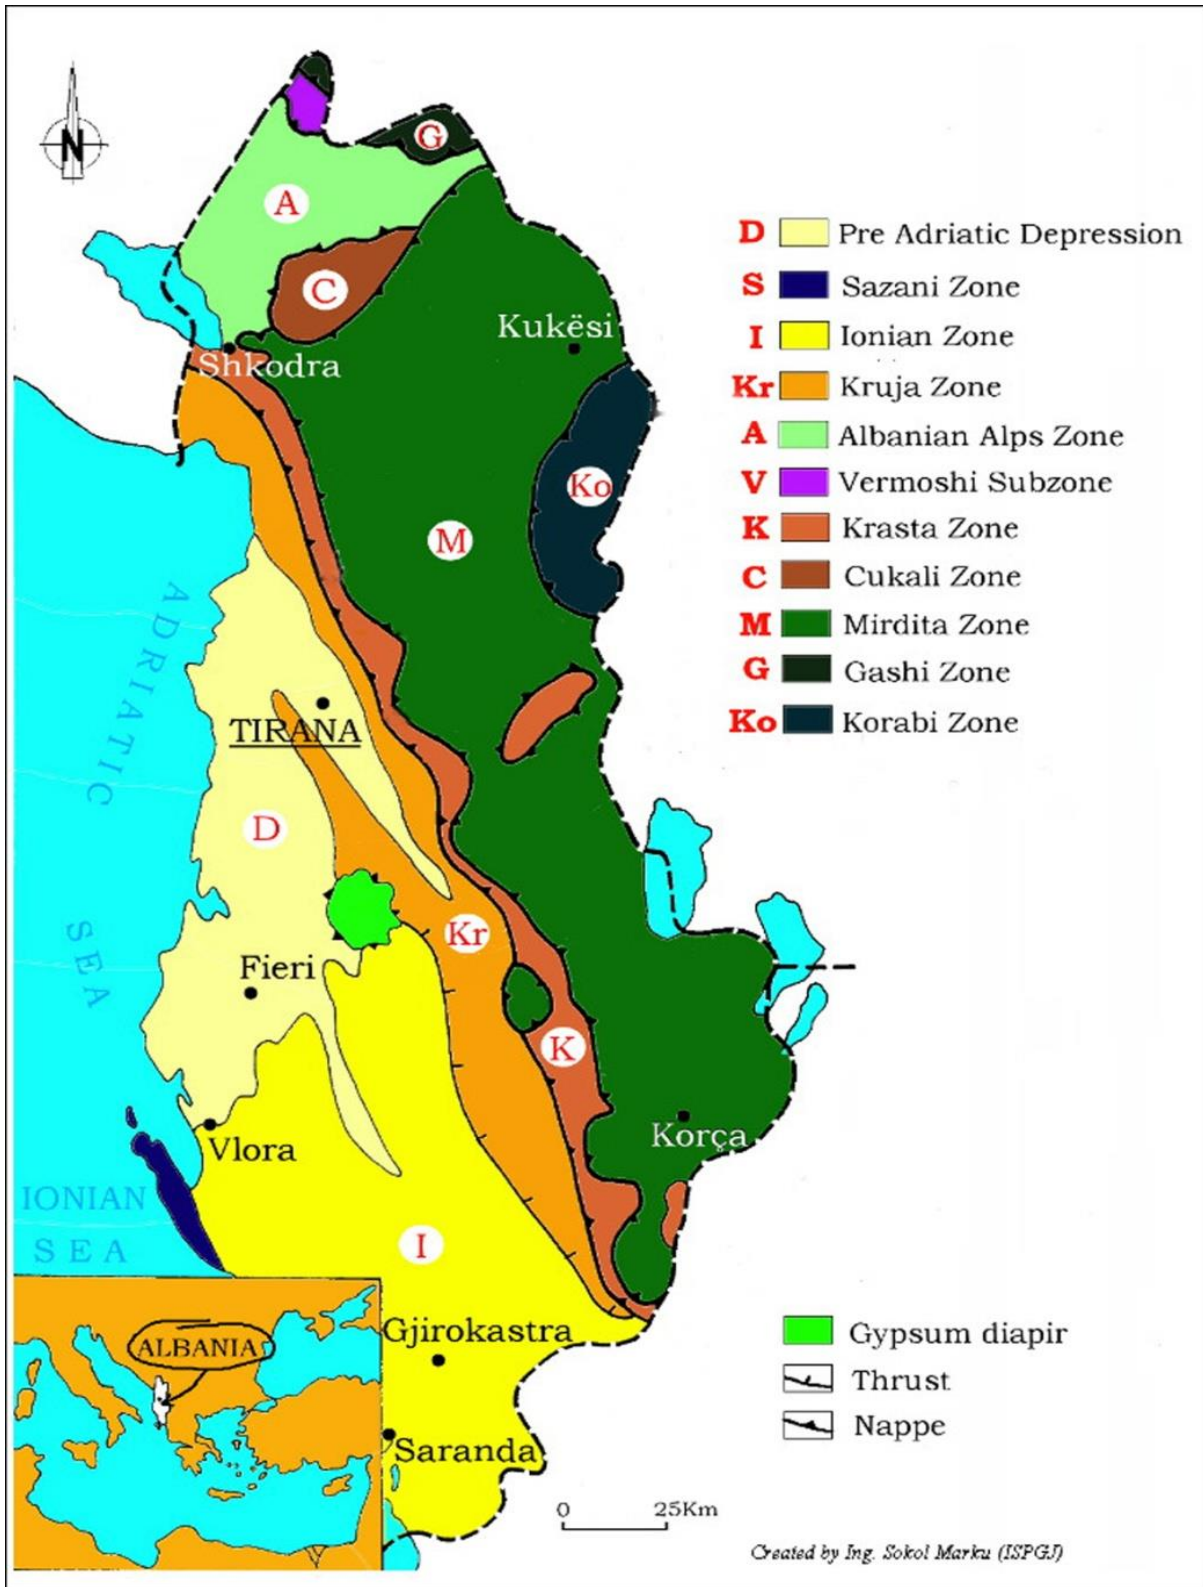 N
G
A
C
Kukësi
Shkodra
Ko
M
ADRIATIC
SEA
TIRANA
D
Kr
Fieri
K
Vlora
Korça
IONIAN
SEA
I
Gjirokastra
Saranda
ALBANIA
0 25Km
D Pre Adriatic Depression
S Sazani Zone
I Ionian Zone
Kr Kruja Zone
A Albanian Alps Zone
V Vermoshi Subzone
K Krasta Zone
C Cukali Zone
M Mirdita Zone
G Gashi Zone
Ko Korabi Zone
Gypsum diapir
Thrust
Nappe
Created by Ing. Sokol Marku (ISPGJ)